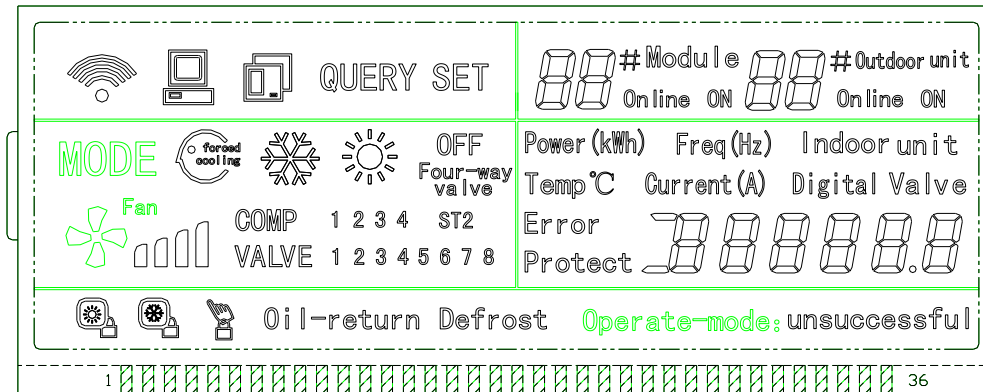 QUERY SET
# Module # Outdoor unit
Online ON Online ON
MODE forced cooling OFF
Four-way valve
Fan
COMP 1 2 3 4 ST2
VALVE 1 2 3 4 5 6 7 8
Power(kWh) Freq(Hz) Indoor unit
Temp℃ Current(A) Digital Valve
Error
Protect
Oil-return Defrost Operate-mode: unsuccessful
1 36